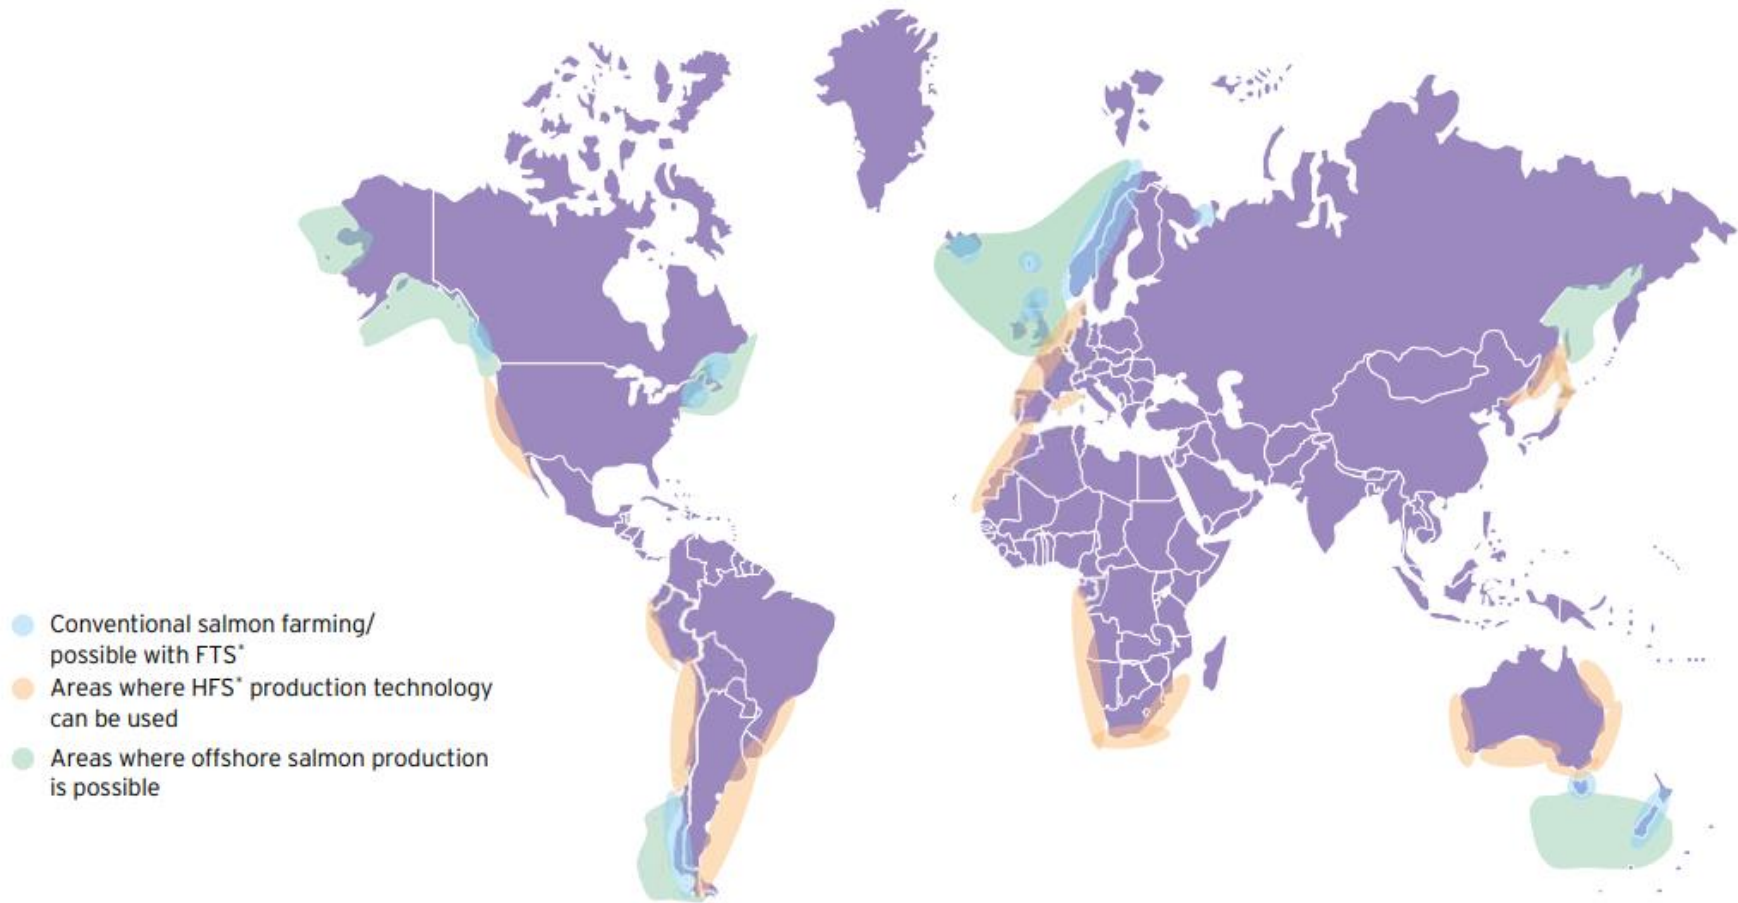 Conventional salmon farming/
possible with FTS*
Areas where HFS* production technology
can be used
Areas where offshore salmon production
is possible